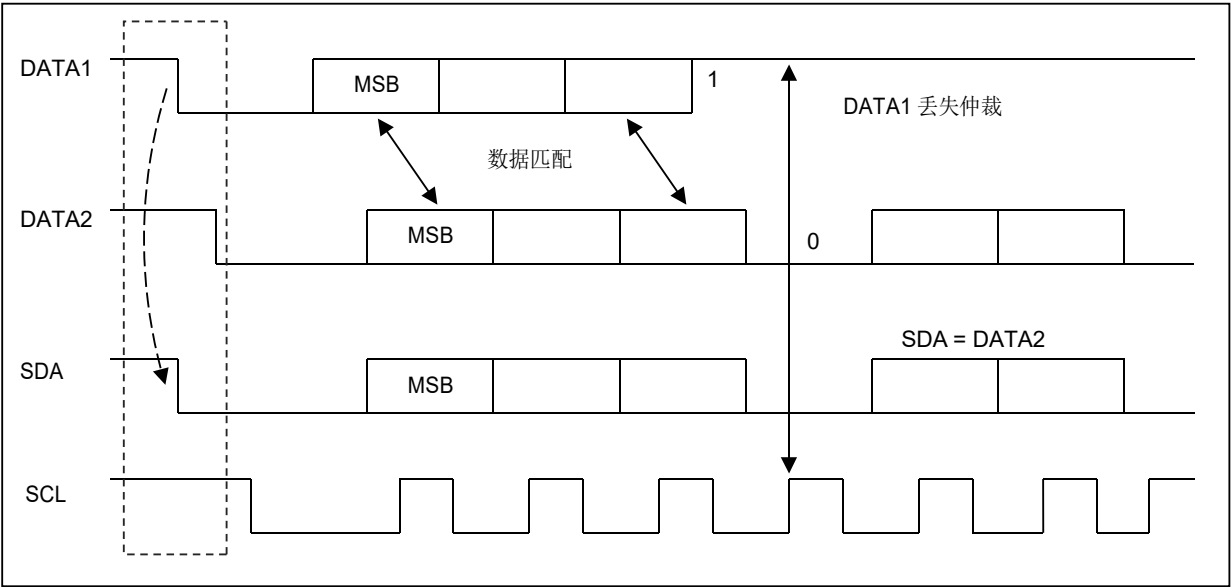 DATA1
MSB
1
DATA1 丢失仲裁
数据匹配
DATA2
MSB
0
SDA = DATA2
SDA
MSB
SCL